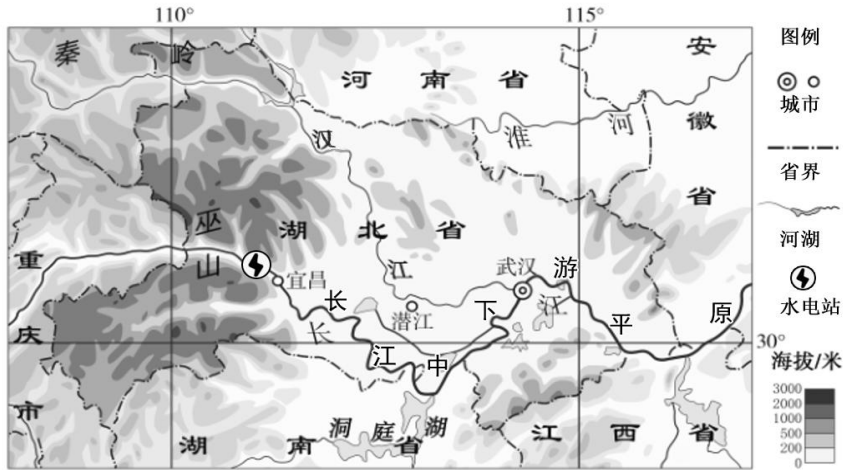 110°
115°
秦岭
河南省
安徽省
淮河
汉江
巫山
湖北省
重庆市
宜昌
武汉
潜江
长江
长江
长江中下游平原
30°
洞庭湖
湖南省
江西省
图例
城市
省界
河湖
水电站
海拔/米
3000
2000
1000
500
200
0